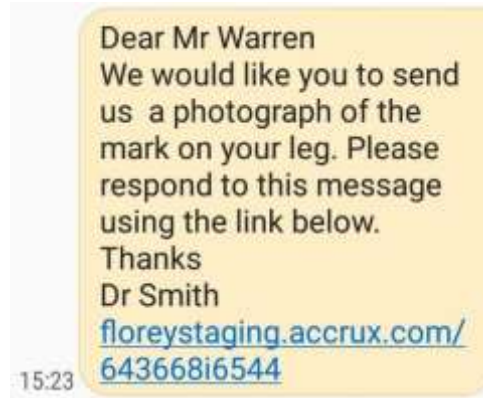 Dear Mr Warren
We would like you to send
us  a photograph of the
mark on your leg. Please
respond to this message
using the link below.
Thanks
Dr Smith
floreystaging.accrux.com/
643668i6544
15:23